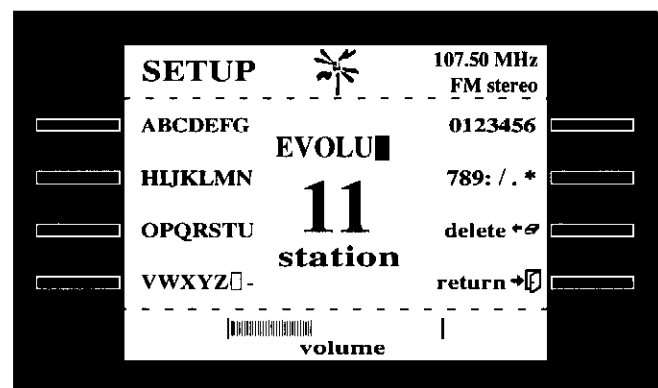 SETUP
107.50 MHz
FM stereo
ABCDEFG
EVOLU
0123456
HIJKLMN
11
789: / . *
OPQRSTU
station
delete
VWXYZ -
return
volume